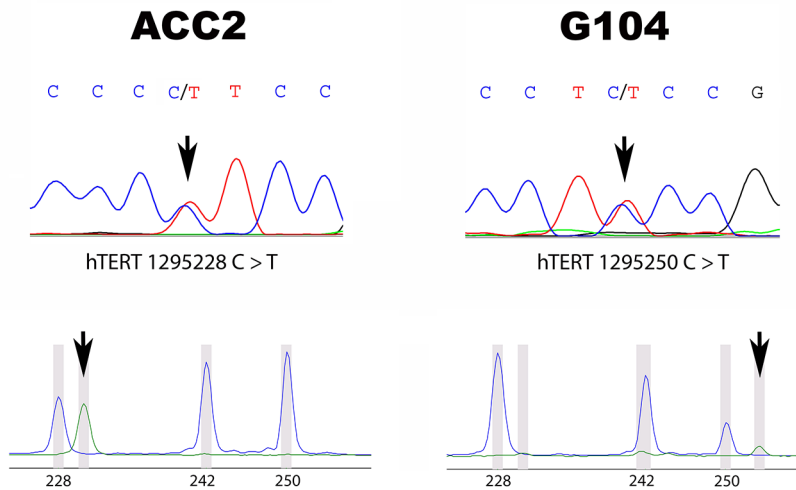 ACC2
C C C C/T T C C
hTERT 1295228 C > T
228 242 250
G104
C C T C/T C C G
hTERT 1295250 C > T
228 242 250